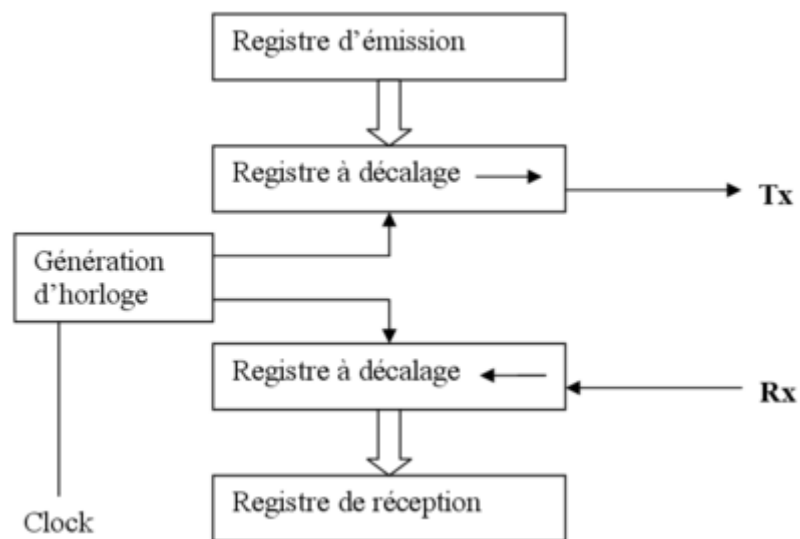 Registre d'émission
Registre à décalage
Tx
Génération
d'horloge
Registre à décalage
Rx
Registre de réception
Clock